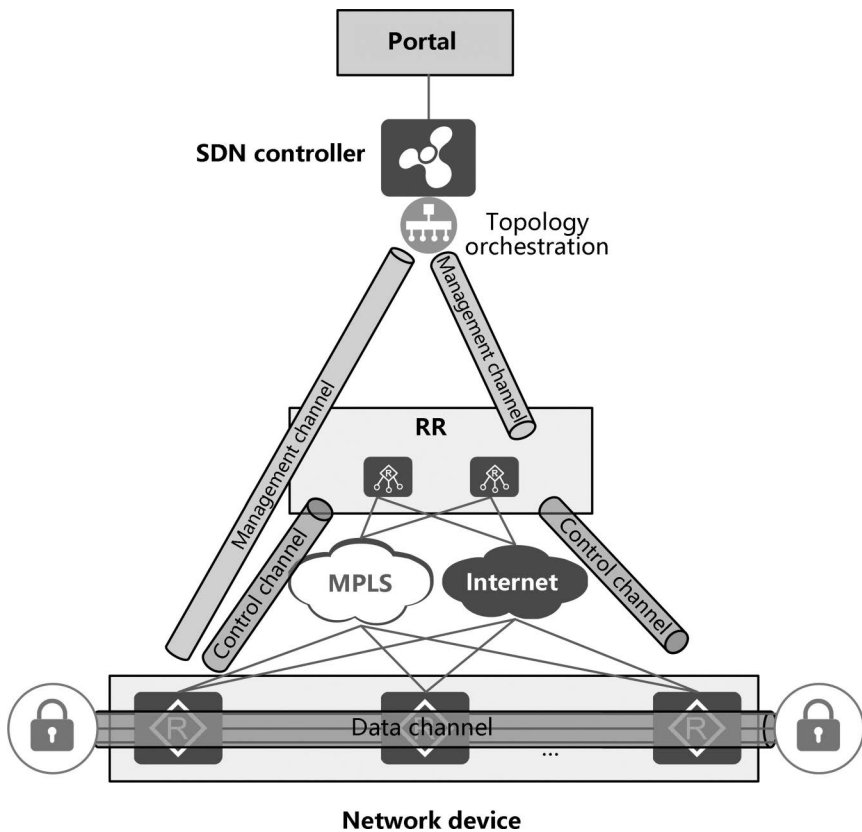 Portal
SDN controller
Topology
orchestration
Management channel
Management channel
RR
R
R
Control channel
Control channel
MPLS
Internet
R
R
Data channel
...
Network device